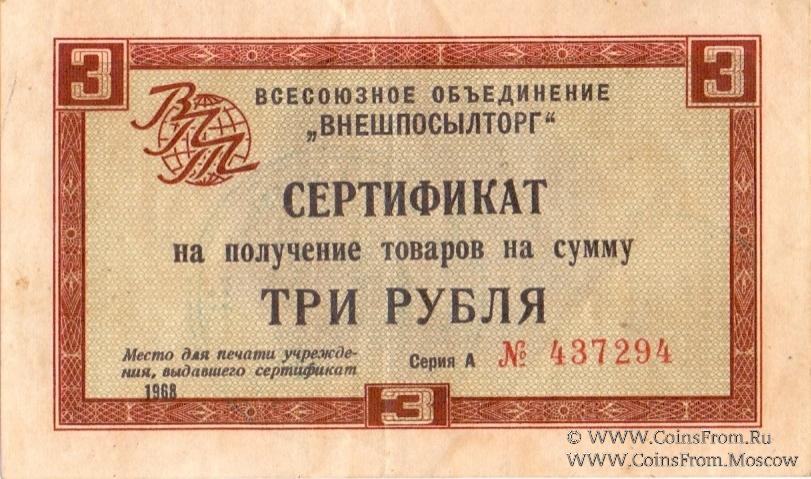 3 3
ВПТ
ВСЕСОЮЗНОЕ ОБЪЕДИНЕНИЕ
„ВНЕШПОСЫЛТОРГ“
СЕРТИФИКАТ
на получение товаров на сумму
ТРИ РУБЛЯ
Место для печати учрежде-
ния, выдавшего сертификат
1968
Серия А № 437294
3
© WWW.CoinsFrom.Ru
WWW.CoinsFrom.Moscow